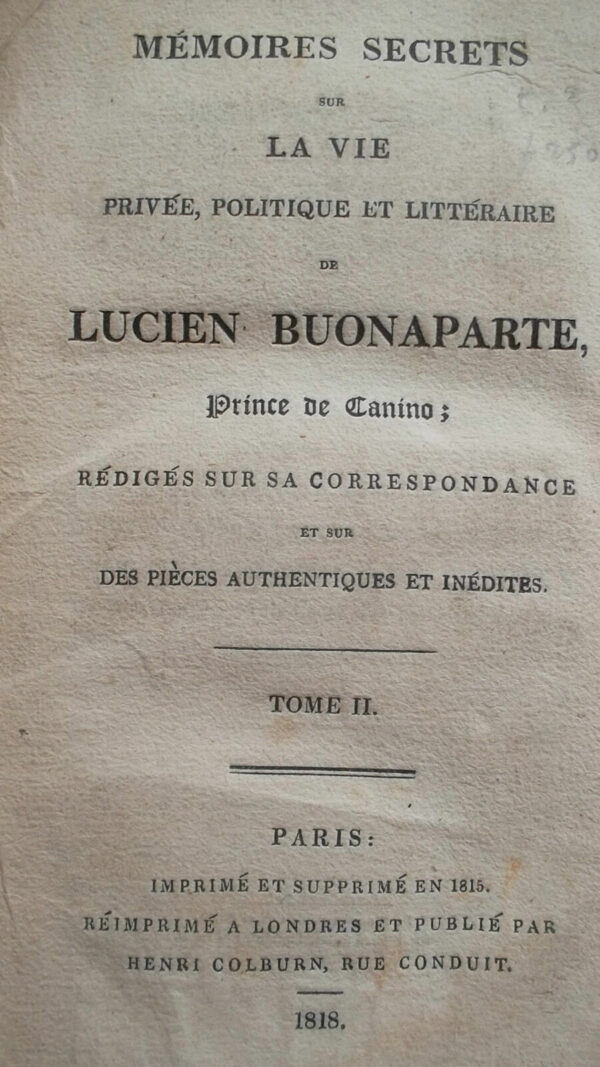 MÉMOIRES SECRETS
SUR
LA VIE
PRIVÉE, POLITIQUE ET LITTÉRAIRE
DE
LUCIEN BUONAPARTE,
Prince de Canino;
RÉDIGÉS SUR SA CORRESPONDANCE
ET SUR
DES PIÈCES AUTHENTIQUES ET INÉDITES.
TOME II.
PARIS:
IMPRIMÉ ET SUPPRIMÉ EN 1815.
RÉIMPRIMÉ A LONDRES ET PUBLIÉ PAR
HENRI COLBURN, RUE CONDUIT.
1818.